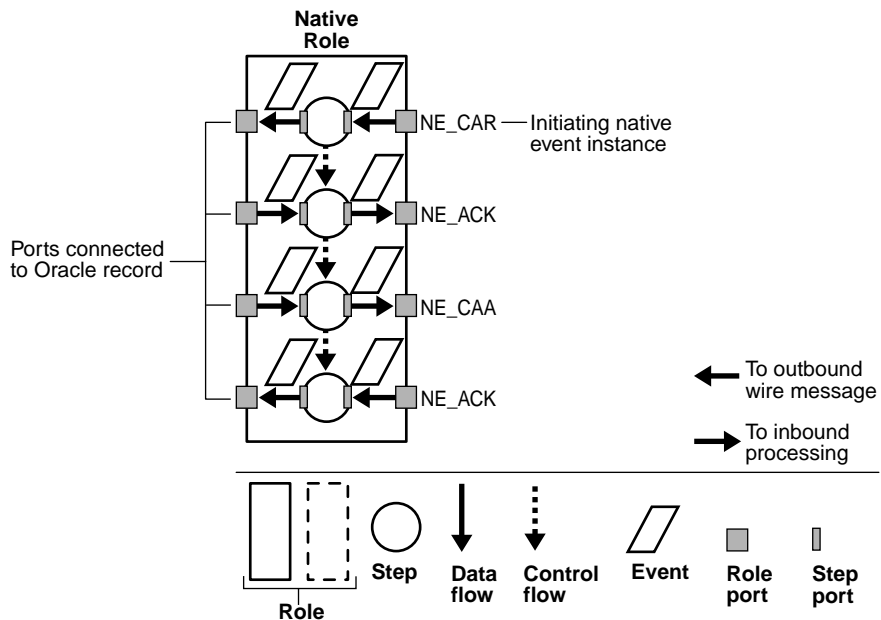 Native
Role
NE_CAR
Initiating native
event instance
NE_ACK
Ports connected
to Oracle record
NE_CAA
NE_ACK
To outbound
wire message
To inbound
processing
Step
Data
flow
Control
flow
Event
Role
port
Step
port
Role